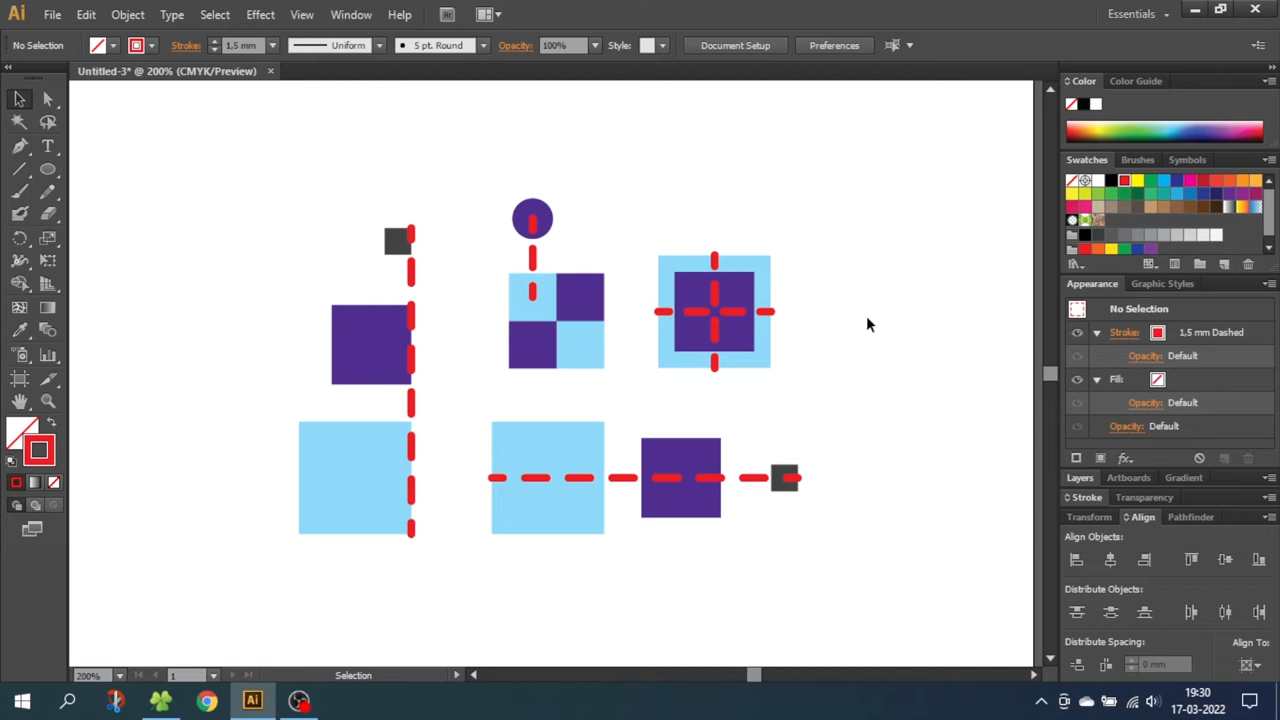 Ai File Edit Object Type Select Effect View Window Help Br Essentials
No Selection Stroke: 1,5 mm Uniform 5 pt. Round Opacity: 100% Style: Document Setup Preferences
Untitled-3* @ 200% (CMYK/Preview)
Color Color Guide
Swatches Brushes Symbols
Appearance Graphic Styles
No Selection
Stroke: 1,5 mm Dashed
Opacity: Default
Fill:
Opacity: Default
Opacity: Default
fx
Layers Artboards Gradient
Stroke Transparency
Transform Align Pathfinder
Align Objects:
Distribute Objects:
Distribute Spacing: Align To:
0 mm
200% 1 Selection
Ai 19:30
17-03-2022